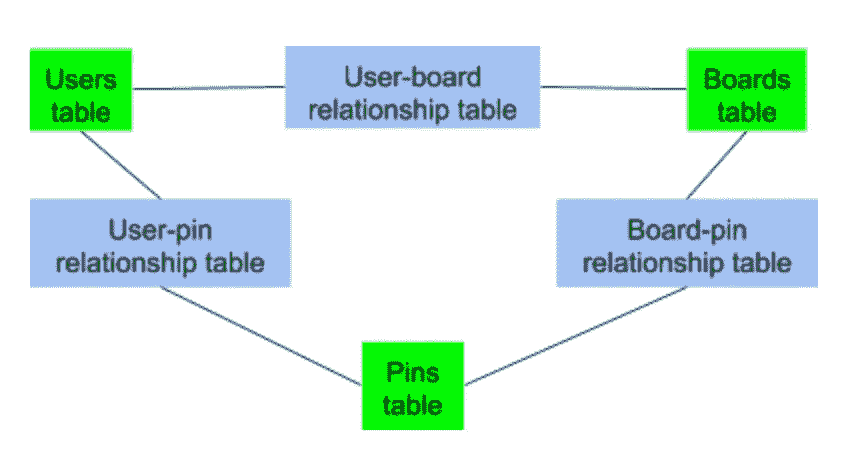 Users
table
User-board
relationship table
Boards
table
User-pin
relationship table
Board-pin
relationship table
Pins
table